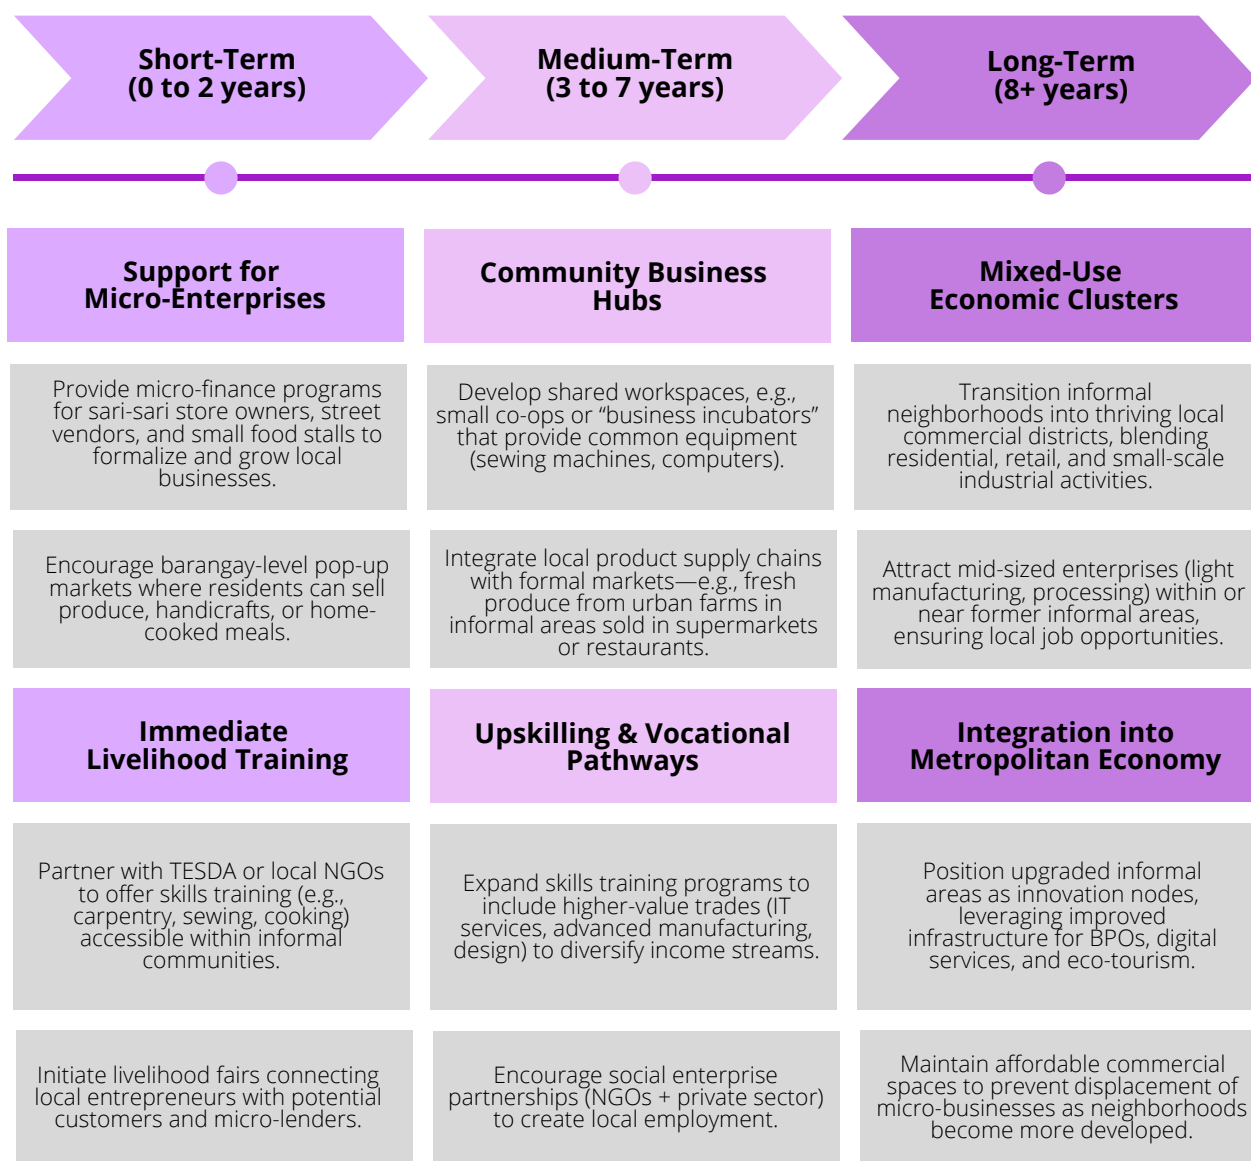 Short-Term
(0 to 2 years)
Medium-Term
(3 to 7 years)
Long-Term
(8+ years)
Support for
Micro-Enterprises
Community Business
Hubs
Mixed-Use
Economic Clusters
Provide micro-finance programs
for sari-sari store owners, street
vendors, and small food stalls to
formalize and grow local
businesses.
Develop shared workspaces, e.g.,
small co-ops or “business incubators”
that provide common equipment
(sewing machines, computers).
Transition informal
neighborhoods into thriving local
commercial districts, blending
residential, retail, and small-scale
industrial activities.
Encourage barangay-level pop-up
markets where residents can sell
produce, handicrafts, or home-
cooked meals.
Integrate local product supply chains
with formal markets—e.g., fresh
produce from urban farms in
informal areas sold in supermarkets
or restaurants.
Attract mid-sized enterprises (light
manufacturing, processing) within or
near former informal areas,
ensuring local job opportunities.
Immediate
Livelihood Training
Upskilling & Vocational
Pathways
Integration into
Metropolitan Economy
Partner with TESDA or local NGOs
to offer skills training (e.g.,
carpentry, sewing, cooking)
accessible within informal
communities.
Expand skills training programs to
include higher-value trades (IT
services, advanced manufacturing,
design) to diversify income streams.
Position upgraded informal
areas as innovation nodes,
leveraging improved
infrastructure for BPOs, digital
services, and eco-tourism.
Initiate livelihood fairs connecting
local entrepreneurs with potential
customers and micro-lenders.
Encourage social enterprise
partnerships (NGOs + private sector)
to create local employment.
Maintain affordable commercial
spaces to prevent displacement of
micro-businesses as neighborhoods
become more developed.